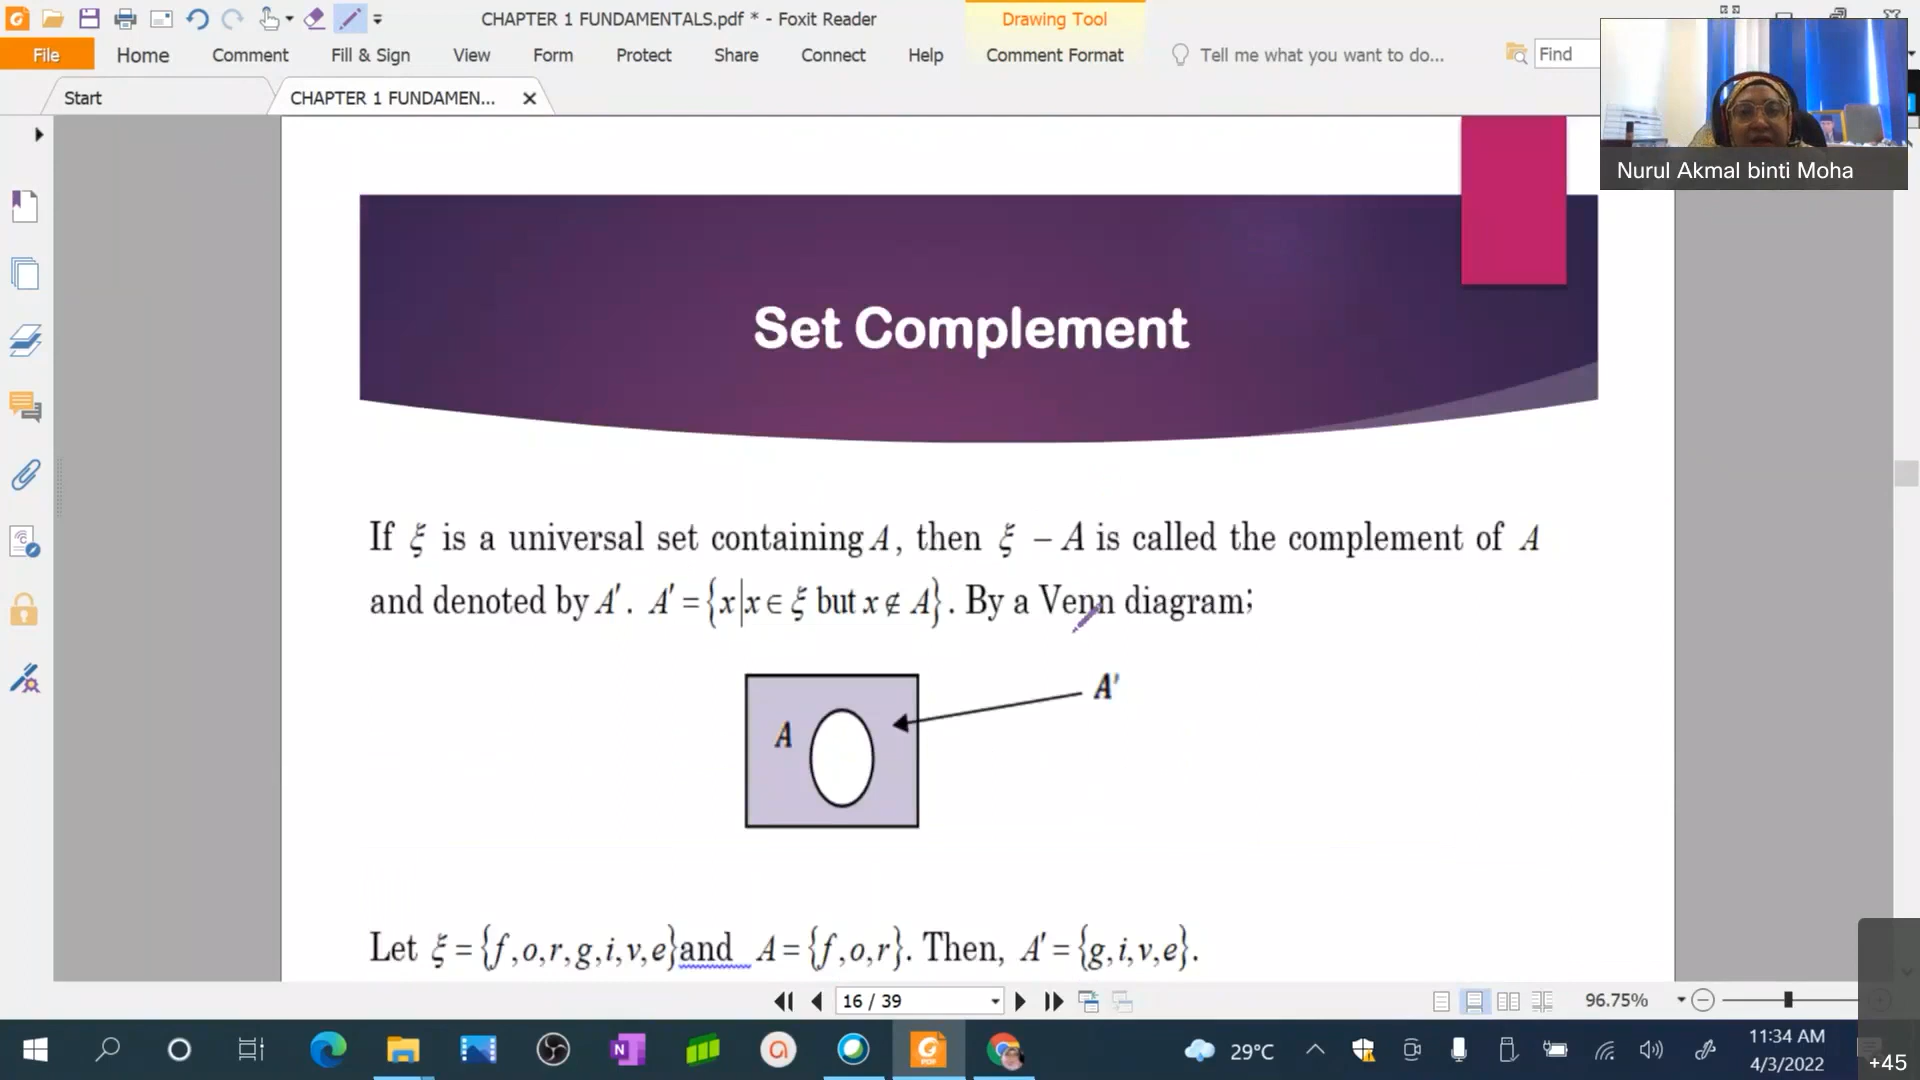 CHAPTER 1 FUNDAMENTALS.pdf * - Foxit Reader
Drawing Tool
File Home Comment Fill & Sign View Form Protect Share Connect Help Comment Format Tell me what you want to do... Find
Start
CHAPTER 1 FUNDAMEN...
Nurul Akmal binti Moha
Set Complement
If ξ is a universal set containing A, then ξ − A is called the complement of A
and denoted by A′. A′ = {x|x ∈ ξ but x ∉ A}. By a Venn diagram;
A′
A
Let ξ = {f,o,r,g,i,v,e}and A = {f,o,r}. Then, A′ = {g,i,v,e}.
16 / 39
96.75%
29°C
11:34 AM
4/3/2022
+45